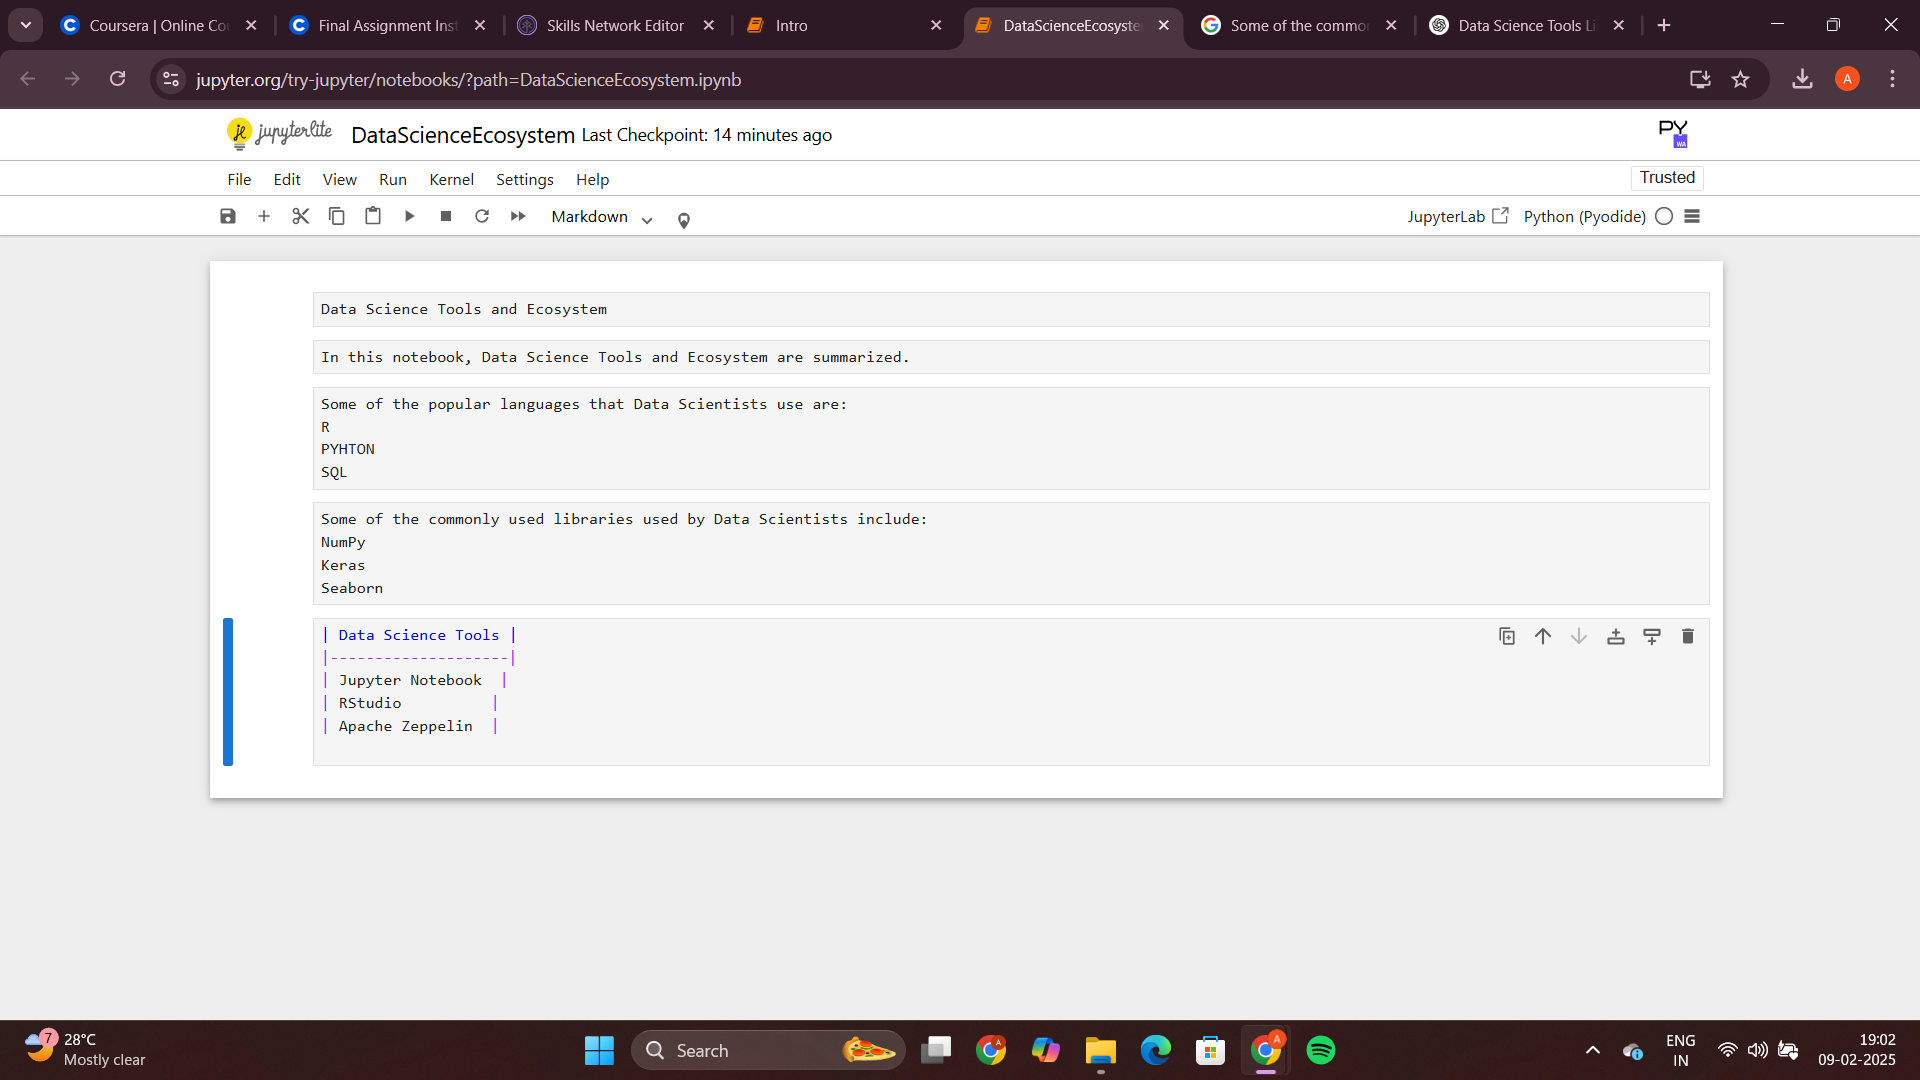 Coursera | Online Co
Final Assignment Inst
Skills Network Editor
Intro
DataScienceEcosyste
Some of the commo
Data Science Tools Li
jupyter.org/try-jupyter/notebooks/?path=DataScienceEcosystem.ipynb
A
jupyterlite
DataScienceEcosystem Last Checkpoint: 14 minutes ago
PY
WA
File Edit View Run Kernel Settings Help
Trusted
Markdown
JupyterLab
Python (Pyodide)
Data Science Tools and Ecosystem
In this notebook, Data Science Tools and Ecosystem are summarized.
Some of the popular languages that Data Scientists use are:
R
PYHTON
SQL
Some of the commonly used libraries used by Data Scientists include:
NumPy
Keras
Seaborn
| Data Science Tools |
|--------------------|
| Jupyter Notebook  |
| RStudio          |
| Apache Zeppelin  |
7
28°C
Mostly clear
Search
A
A
ENG
IN
19:02
09-02-2025